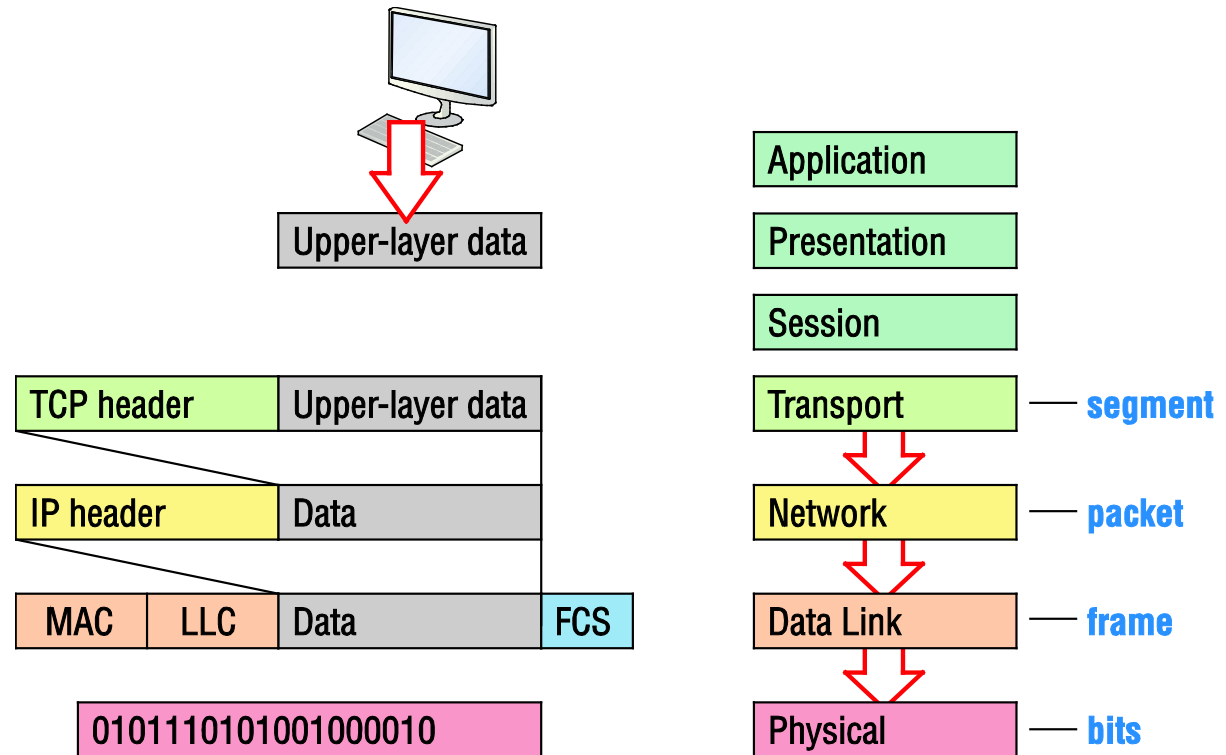 Application
Upper-layer data
Presentation
Session
TCP header Upper-layer data
Transport segment
IP header Data
Network packet
MAC LLC Data FCS
Data Link frame
0101110101001000010
Physical bits